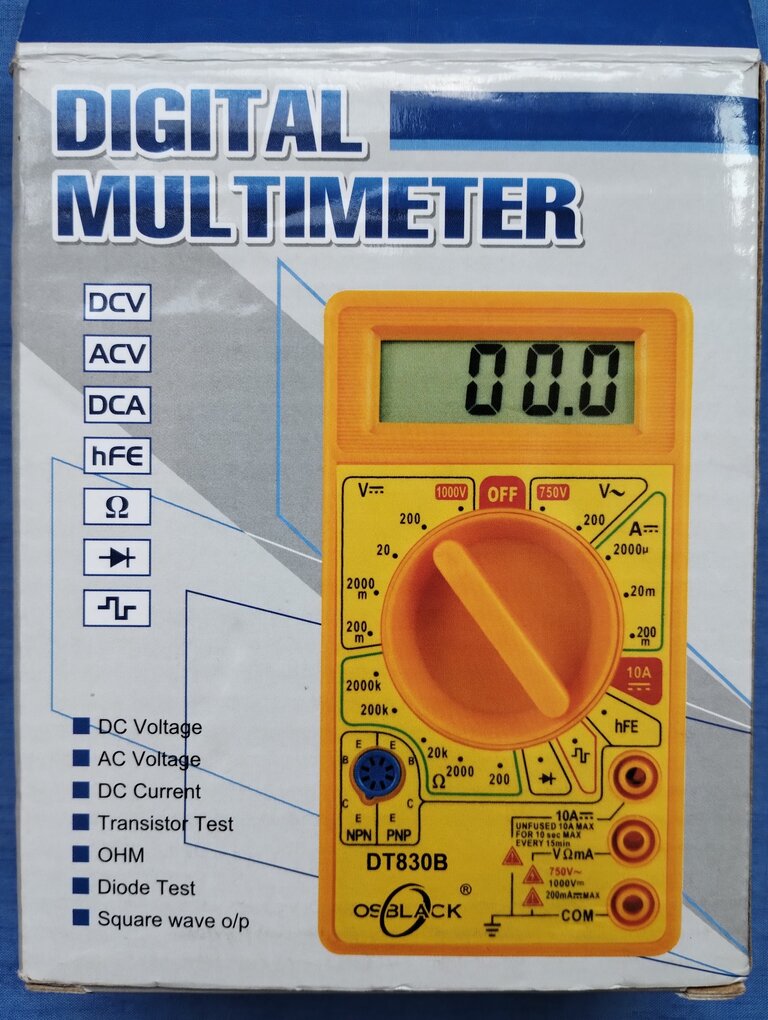 DIGITAL
MULTIMETER
DCV
ACV
DCA
hFE
Ω
00.0
V⎓
1000V
OFF
750V
V~
200
200
A⎓
20
2000µ
2000
m
20m
200
m
200
m
2000k
10A
⎓
200k
hFE
20k
Ω
2000
200
E E
B B
C C
E E
NPN PNP
10A⎓
UNFUSED 10A MAX
FOR 10 sec MAX
EVERY 15min
VΩmA
750V~
1000V⎓
200mA⎓MAX
COM
DT830B
OSBLACK®
DC Voltage
AC Voltage
DC Current
Transistor Test
OHM
Diode Test
Square wave o/p